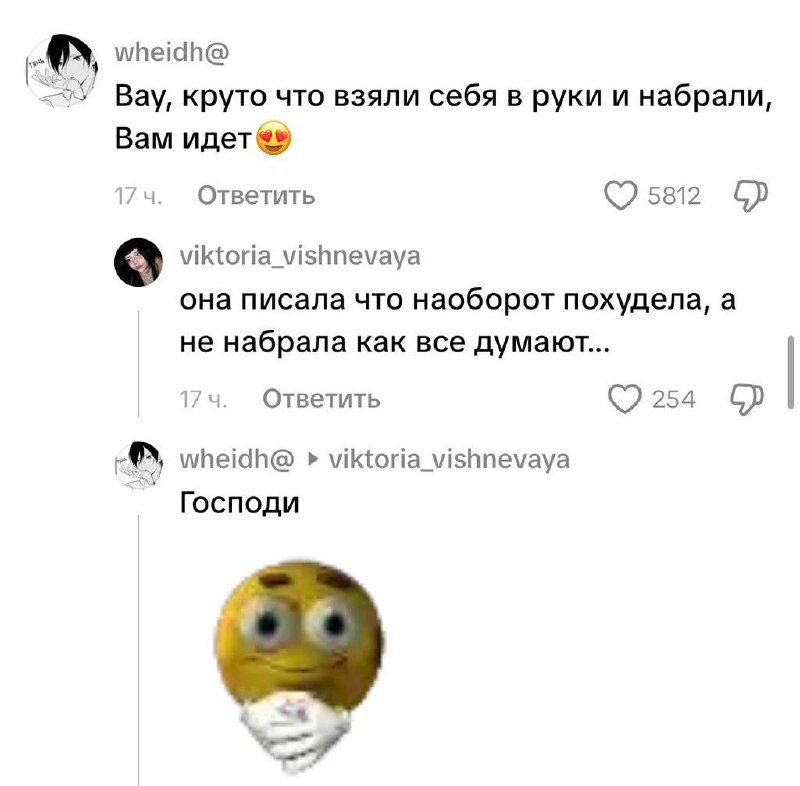 wheidh@
Вау, круто что взяли себя в руки и набрали,
Вам идет😍
17 ч. Ответить 5812
viktoria_vishnevaya
она писала что наоборот похудела, а
не набрала как все думают...
17 ч. Ответить 254
wheidh@ ▸ viktoria_vishnevaya
Господи